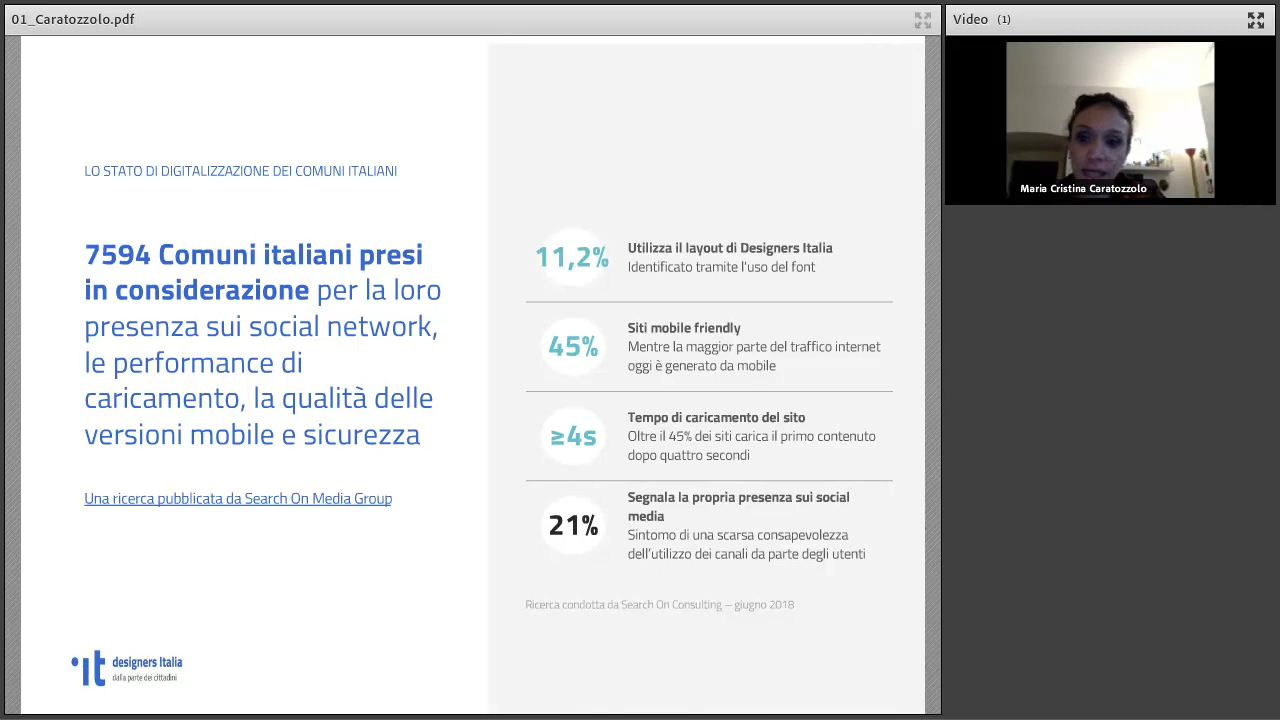 01_Caratozzolo.pdf
Video (1)
Maria Cristina Caratozzolo
LO STATO DI DIGITALIZZAZIONE DEI COMUNI ITALIANI
7594 Comuni italiani presi
in considerazione per la loro
presenza sui social network,
le performance di
caricamento, la qualità delle
versioni mobile e sicurezza
Una ricerca pubblicata da Search On Media Group
11,2%
Utilizza il layout di Designers Italia
Identificato tramite l'uso del font
45%
Siti mobile friendly
Mentre la maggior parte del traffico internet
oggi è generato da mobile
≥4s
Tempo di caricamento del sito
Oltre il 45% dei siti carica il primo contenuto
dopo quattro secondi
21%
Segnala la propria presenza sui social
media
Sintomo di una scarsa consapevolezza
dell'utilizzo dei canali da parte degli utenti
Ricerca condotta da Search On Consulting – giugno 2018
it
designers Italia
dalla parte dei cittadini